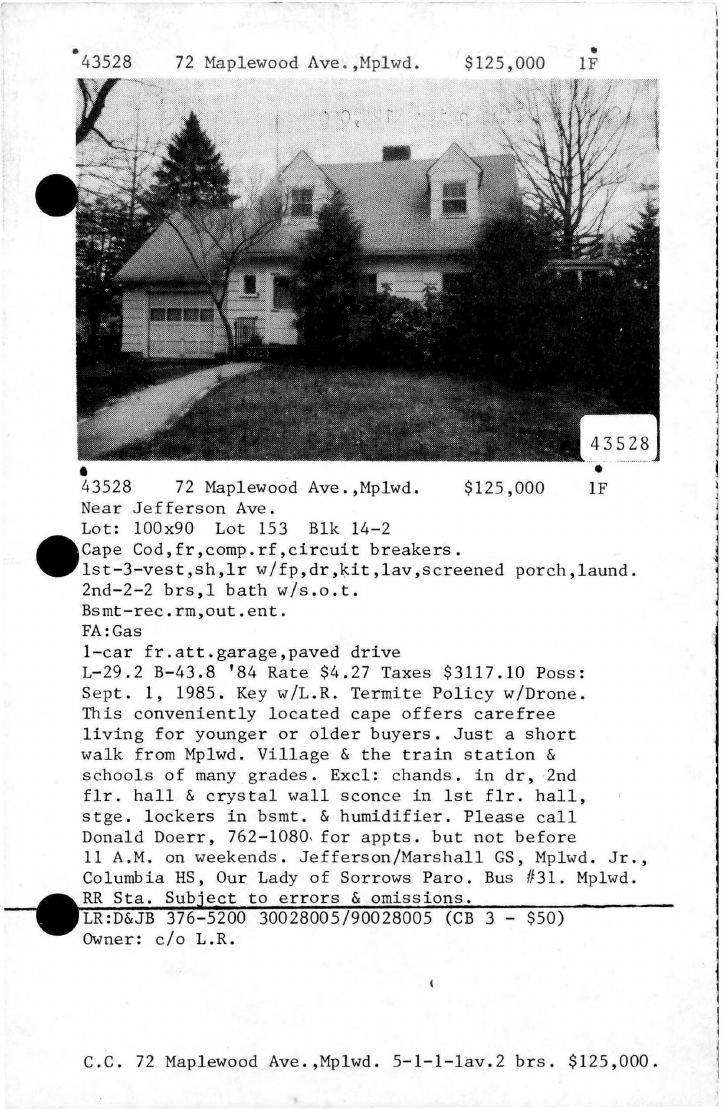 43528 72 Maplewood Ave.,Mplwd. $125,000 1F
43528
43528 72 Maplewood Ave.,Mplwd. $125,000 1F
Near Jefferson Ave.
Lot: 100x90 Lot 153 Blk 14-2
Cape Cod,fr,comp.rf,circuit breakers.
1st-3-vest,sh,lr w/fp,dr,kit,lav,screened porch,laund.
2nd-2-2 brs,1 bath w/s.o.t.
Bsmt-rec.rm,out.ent.
FA:Gas
1-car fr.att.garage,paved drive
L-29.2 B-43.8 '84 Rate $4.27 Taxes $3117.10 Poss:
Sept. 1, 1985. Key w/L.R. Termite Policy w/Drone.
This conveniently located cape offers carefree
living for younger or older buyers. Just a short
walk from Mplwd. Village & the train station &
schools of many grades. Excl: chands. in dr, 2nd
flr. hall & crystal wall sconce in 1st flr. hall,
stge. lockers in bsmt. & humidifier. Please call
Donald Doerr, 762-1080 for appts. but not before
11 A.M. on weekends. Jefferson/Marshall GS, Mplwd. Jr.,
Columbia HS, Our Lady of Sorrows Paro. Bus #31. Mplwd.
RR Sta. Subject to errors & omissions.
LR:D&JB 376-5200 30028005/90028005 (CB 3 - $50)
Owner: c/o L.R.
C.C. 72 Maplewood Ave.,Mplwd. 5-1-1-lav.2 brs. $125,000.